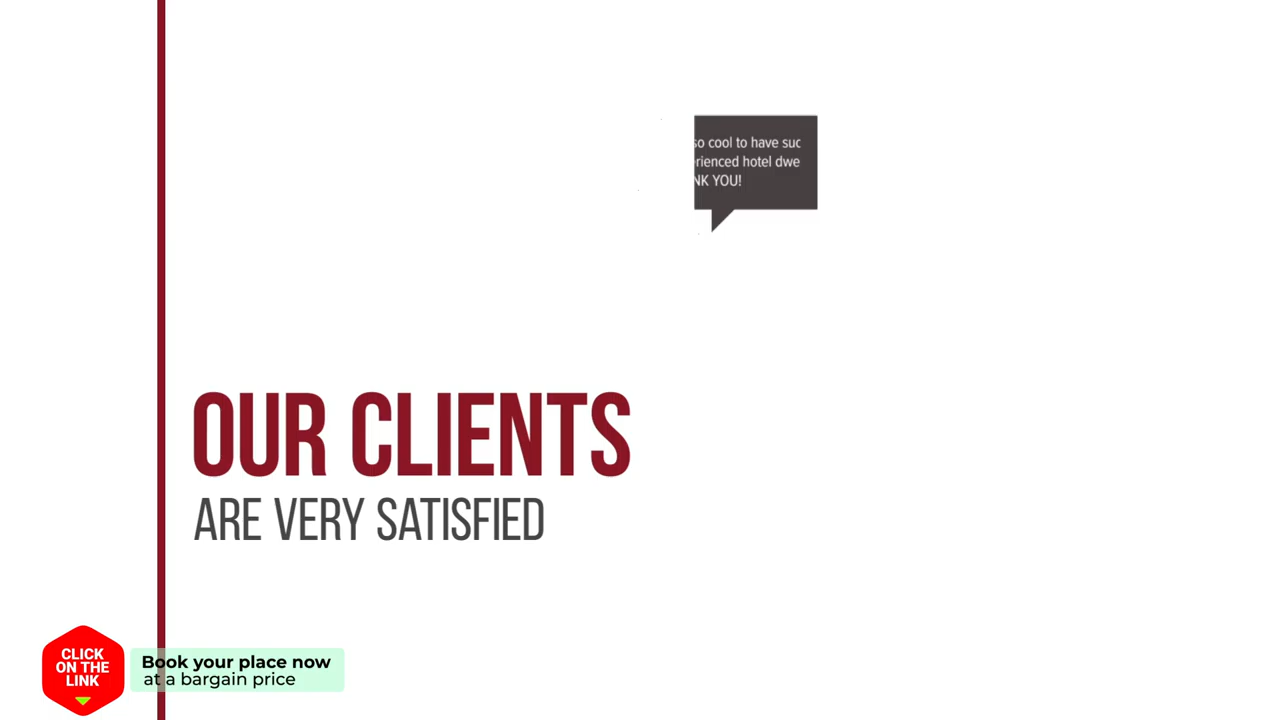 so cool to have suc
rienced hotel dwe
NK YOU!
OUR CLIENTS
ARE VERY SATISFIED
CLICK
ON THE
LINK
Book your place now
at a bargain price